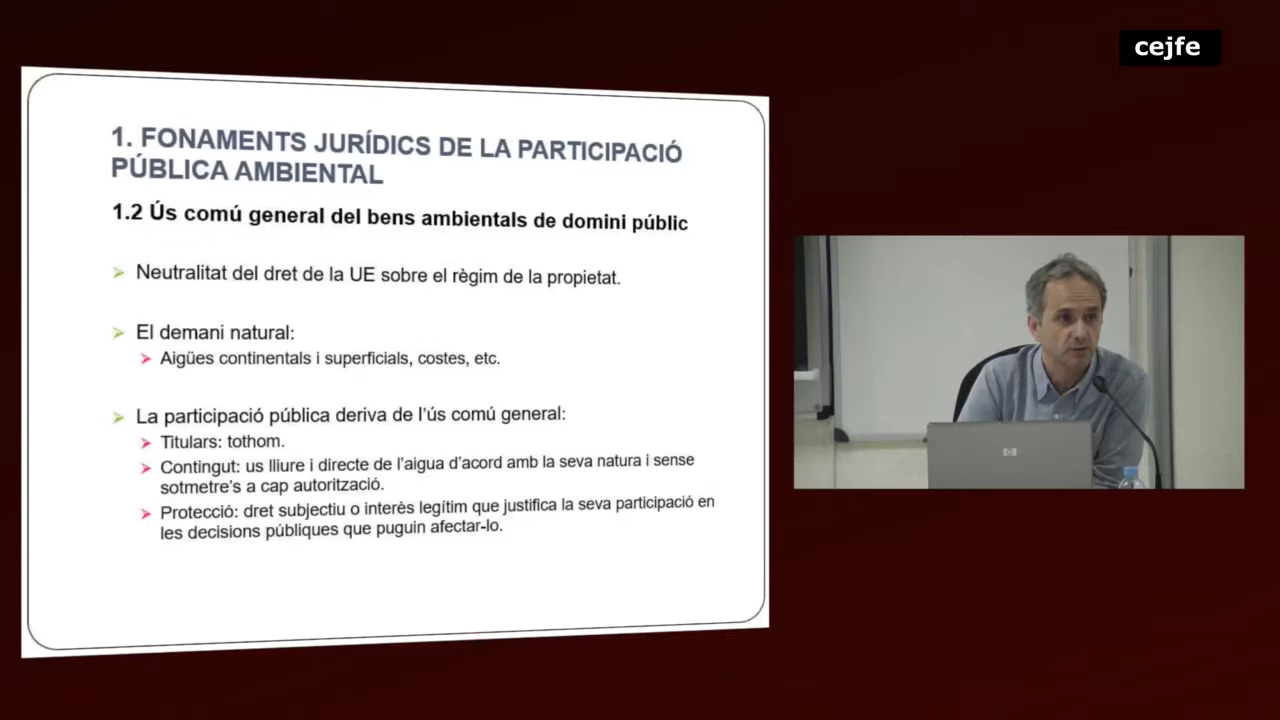 cejfe
1. FONAMENTS JURÍDICS DE LA PARTICIPACIÓ
PÚBLICA AMBIENTAL
1.2 Ús comú general del bens ambientals de domini públic
Neutralitat del dret de la UE sobre el règim de la propietat.
El demani natural:
Aigües continentals i superficials, costes, etc.
La participació pública deriva de l'ús comú general:
Titulars: tothom.
Contingut: us lliure i directe de l'aigua d'acord amb la seva natura i sense
sotmetre's a cap autorització.
Protecció: dret subjectiu o interès legítim que justifica la seva participació en
les decisions públiques que puguin afectar-lo.
hp